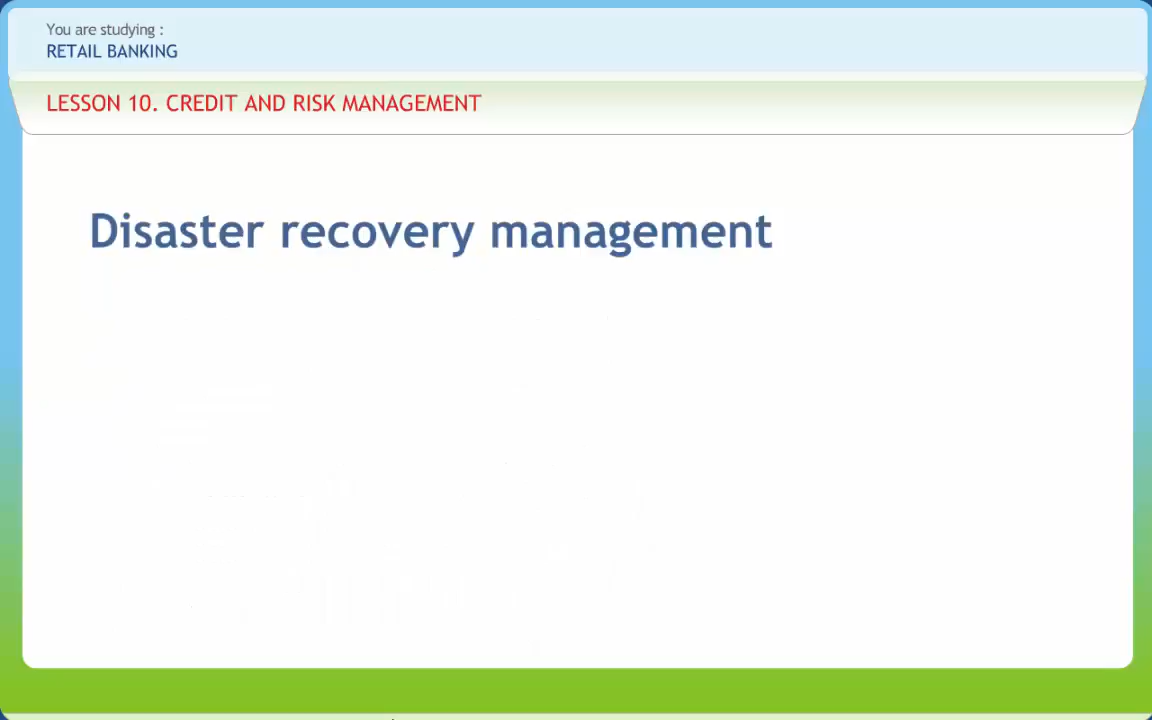 You are studying :
RETAIL BANKING
LESSON 10. CREDIT AND RISK MANAGEMENT
Disaster recovery management